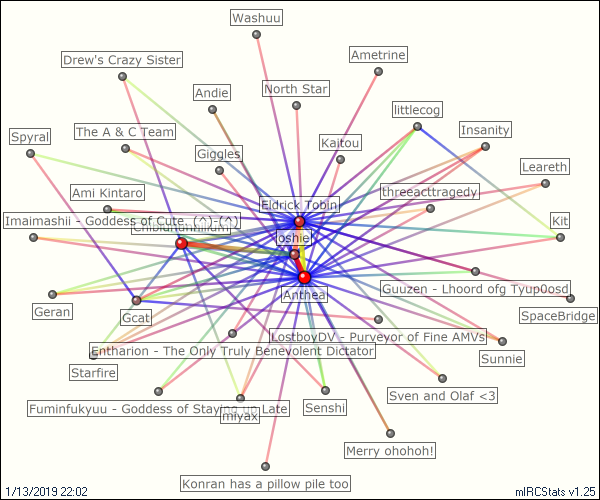 Washuu
Drew's Crazy Sister
Ametrine
Andie
North Star
littlecog
Spyral
The A & C Team
Giggles
Kaitou
Insanity
Leareth
Ami Kintaro
Eldrick Tobin
threeacttragedy
Imaimashii - Goddess of Cute. (^)-(^)
Kit
oshie
Geran
Gcat
Anthea
Guuzen - Lhoord ofg Tyup0osd
SpaceBridge
LostboyDV - Purveyor of Fine AMVs
Entharion - The Only Truly Benevolent Dictator
Sunnie
Starfire
Sven and Olaf <3
Fuminfukyuu - Goddess of Staying up Late
miyax
Senshi
Merry ohohoh!
Konran has a pillow pile too
1/13/2019 22:02
mIRCStats v1.25